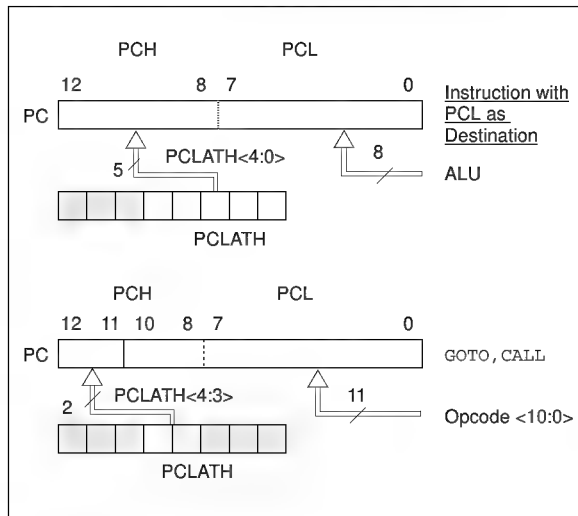 PCH PCL
12 8 7 0
Instruction with
PCL as
Destination
PC
5 PCLATH<4:0>
8
ALU
PCLATH
PCH PCL
12 11 10 8 7 0
PC
GOTO, CALL
PCLATH<4:3>
2
11
Opcode <10:0>
PCLATH